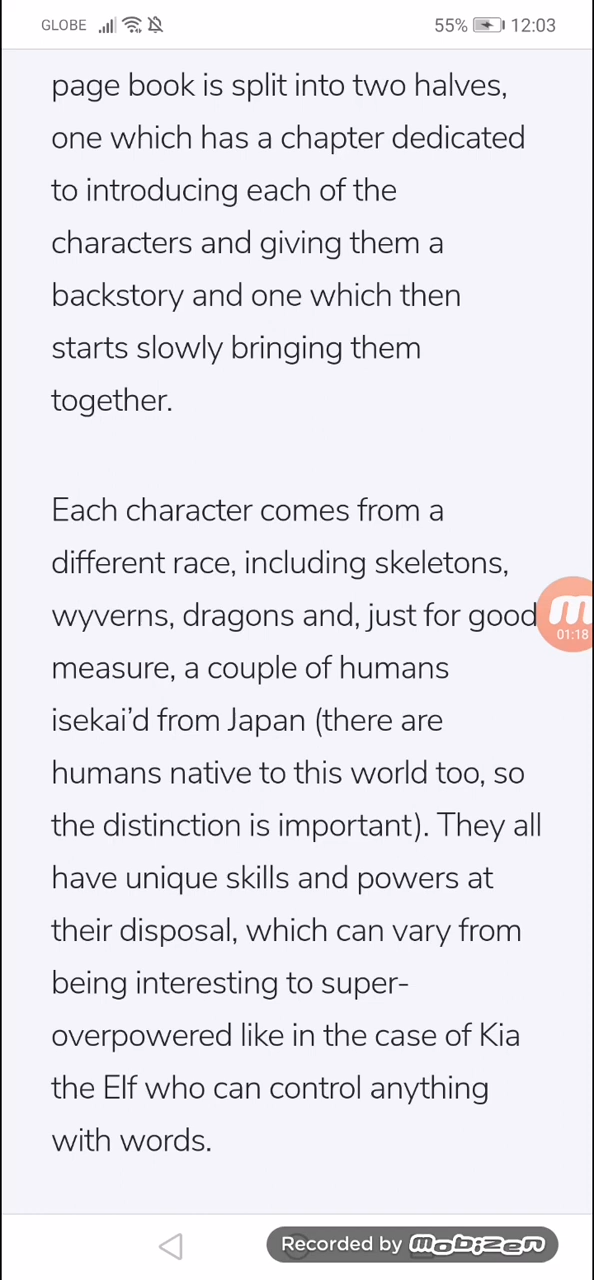 GLOBE 55% 12:03
page book is split into two halves,
one which has a chapter dedicated
to introducing each of the
characters and giving them a
backstory and one which then
starts slowly bringing them
together.
Each character comes from a
different race, including skeletons,
wyverns, dragons and, just for good
measure, a couple of humans
isekai’d from Japan (there are
humans native to this world too, so
the distinction is important). They all
have unique skills and powers at
their disposal, which can vary from
being interesting to super-
overpowered like in the case of Kia
the Elf who can control anything
with words.
m
01:18
Recorded by mobizen